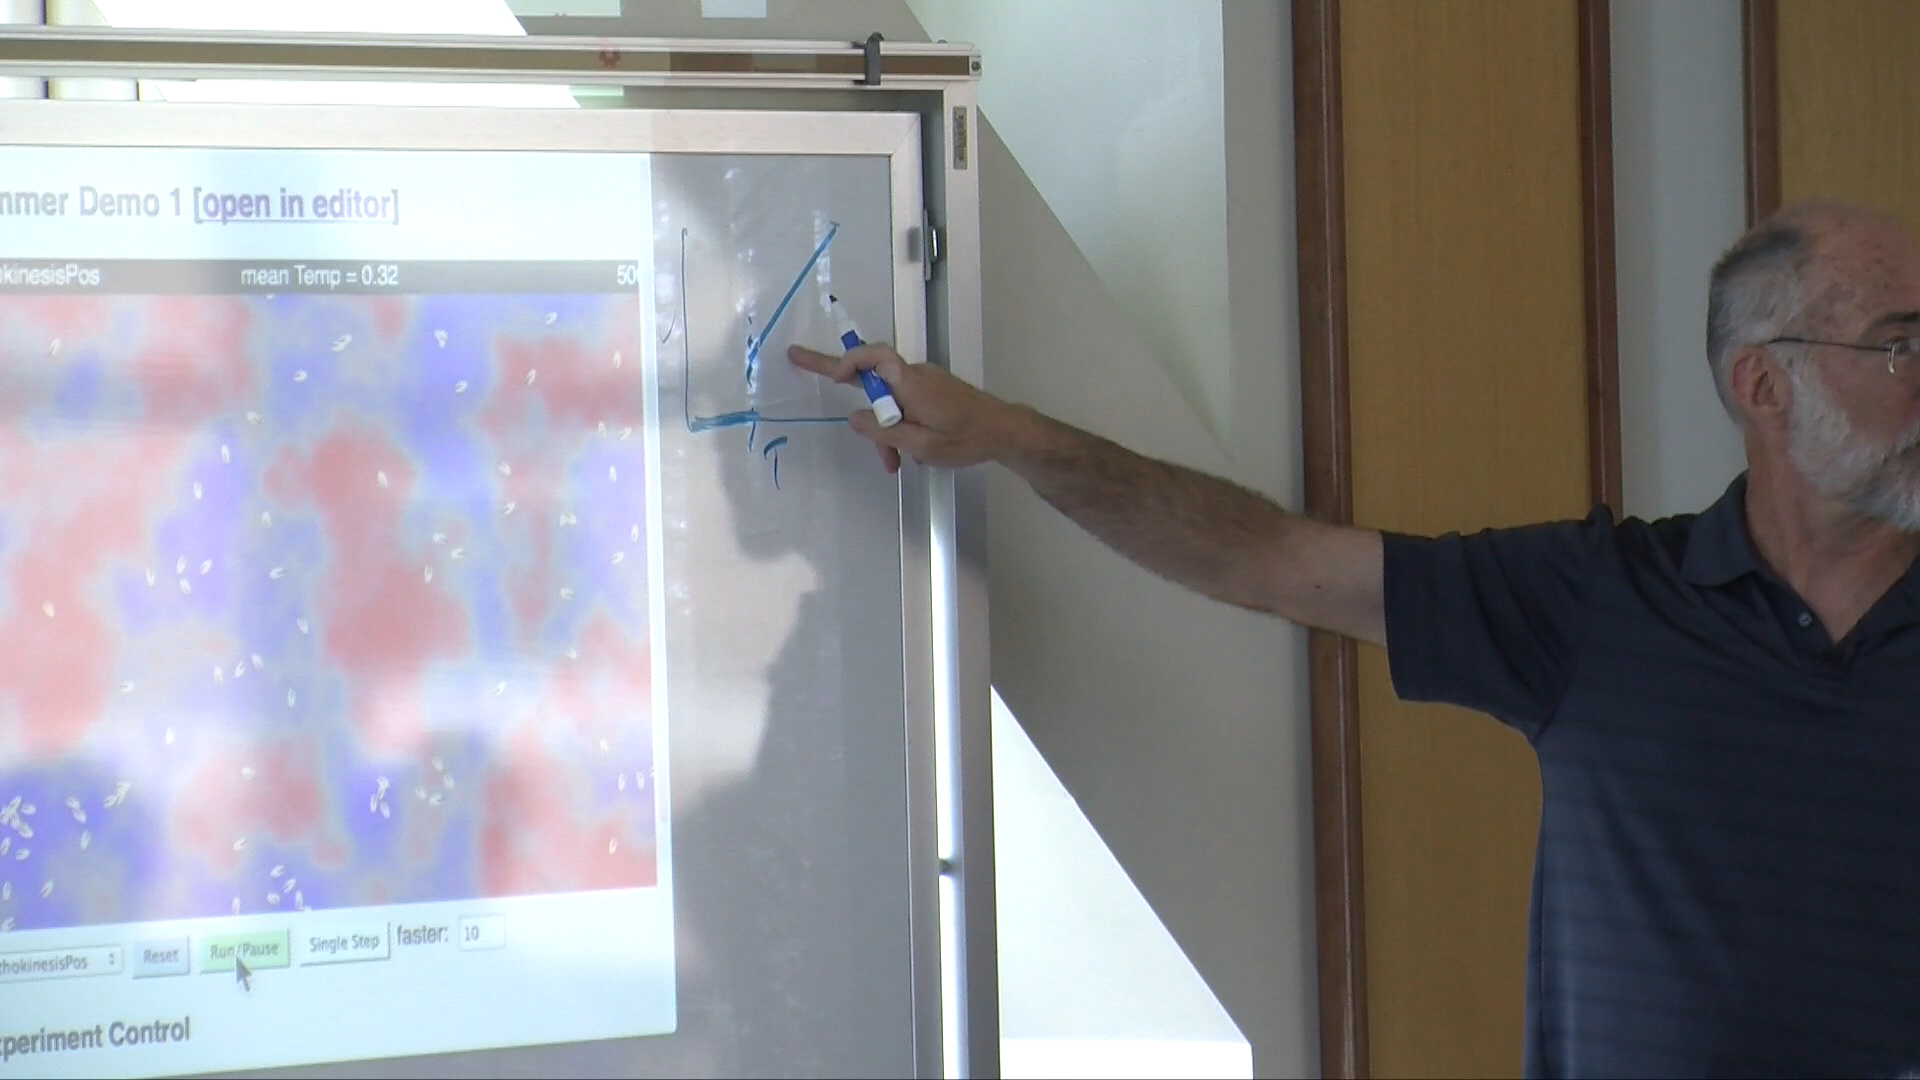 mmer Demo 1 [open in editor]
okinesisPos mean Temp = 0.32 50
T
thokinesisPos Reset Run/Pause Single Step faster: 10
xperiment Control